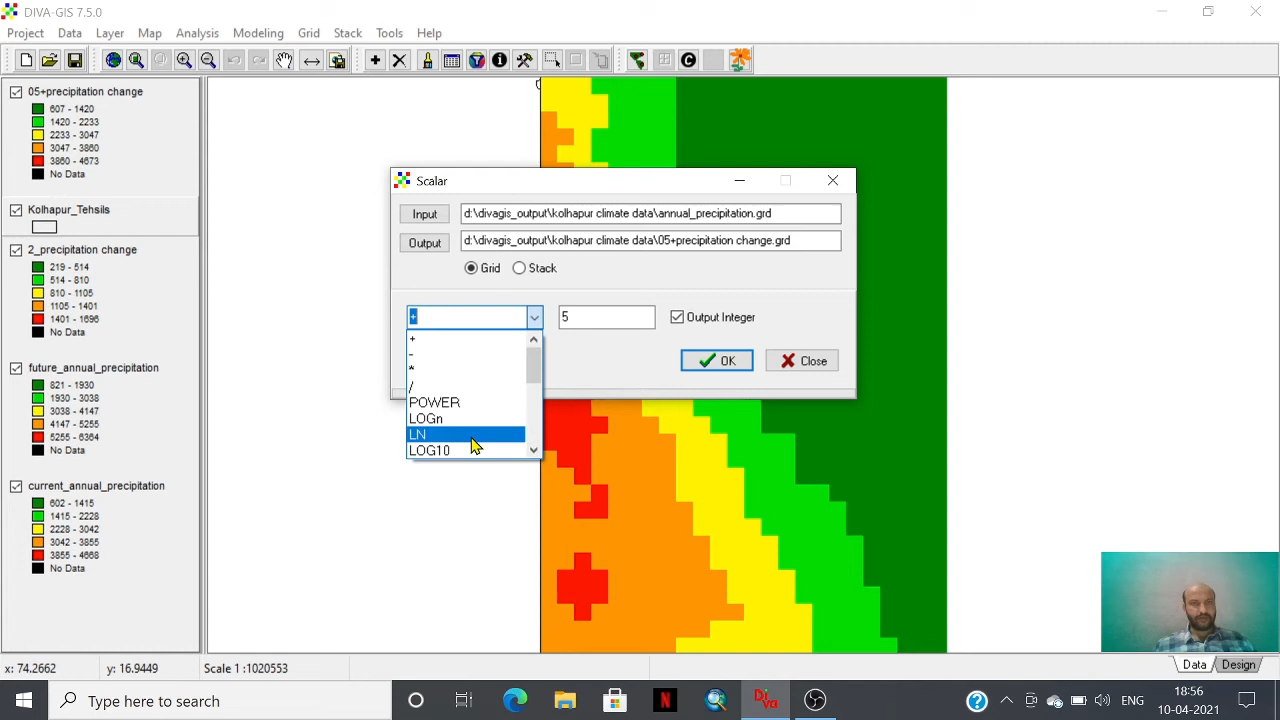 DIVA-GIS 7.5.0
Project Data Layer Map Analysis Modeling Grid Stack Tools Help
05+precipitation change
607 - 1420
1420 - 2233
2233 - 3047
3047 - 3860
3860 - 4673
No Data
Kolhapur_Tehsils
2_precipitation change
219 - 514
514 - 810
810 - 1105
1105 - 1401
1401 - 1696
No Data
future_annual_precipitation
821 - 1930
1930 - 3038
3038 - 4147
4147 - 5255
5255 - 6364
No Data
current_annual_precipitation
602 - 1415
1415 - 2228
2228 - 3042
3042 - 3855
3855 - 4668
No Data
Scalar
Input d:\divagis_output\kolhapur climate data\annual_precipitation.grd
Output d:\divagis_output\kolhapur climate data\05+precipitation change.grd
Grid Stack
+ 5 Output Integer
+
-
*
/
POWER
LOGn
LN
LOG10
OK Close
x: 74.2662 y: 16.9449 Scale 1 :1020553
Data Design
Type here to search
Diva
ENG
18:56
10-04-2021